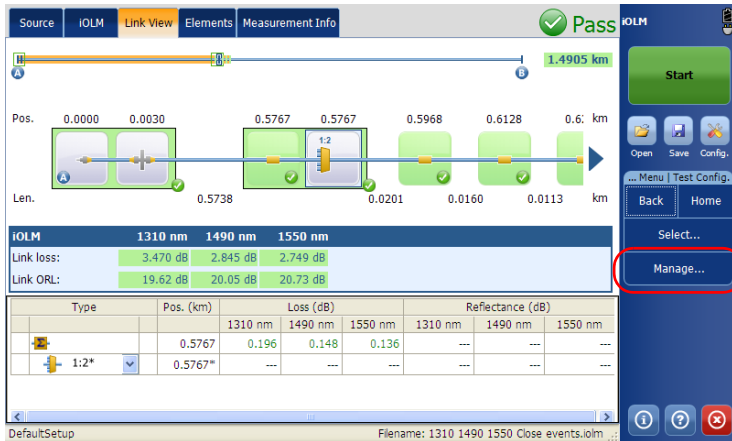 Source iOLM Link View Elements Measurement Info Pass iOLM
1.4905 km
A B
Start
Pos. 0.0000 0.0030 0.5767 0.5767 0.5968 0.6128 0.6: km
1:2
A
Open Save Config.
... Menu | Test Config.
Len. 0.5738 0.0201 0.0160 0.0113 km
Back Home
Select...
Manage...
iOLM 1310 nm 1490 nm 1550 nm
Link loss: 3.470 dB 2.845 dB 2.749 dB
Link ORL: 19.62 dB 20.05 dB 20.73 dB
Type Pos. (km) Loss (dB) Reflectance (dB)
1310 nm 1490 nm 1550 nm 1310 nm 1490 nm 1550 nm
Σ 0.5767 0.196 0.148 0.136 --- --- ---
1:2* 0.5767* --- --- --- --- --- ---
DefaultSetup Filename: 1310 1490 1550 Close events.iolm